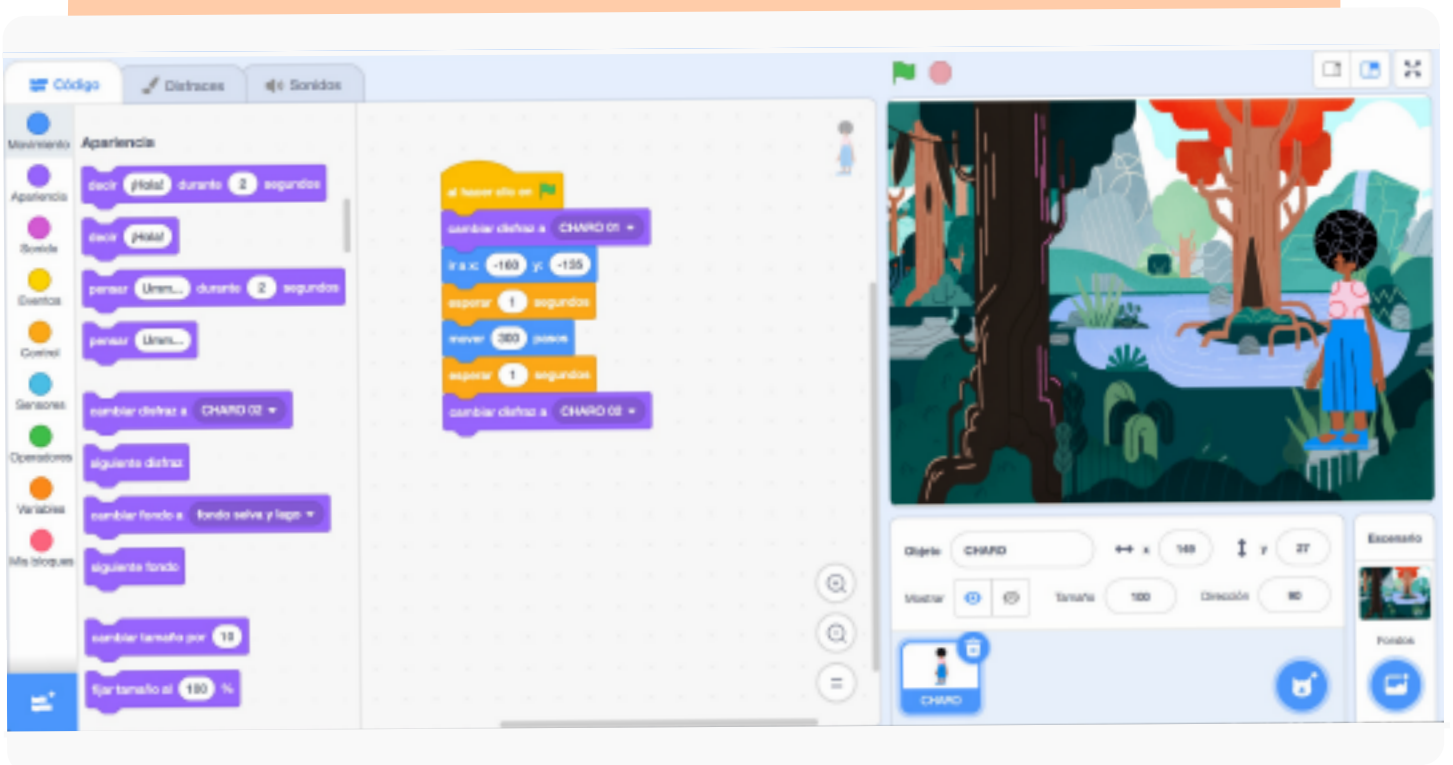 Código
Disfraces
Sonidos
Movimiento
Apariencia
Sonido
Eventos
Control
Sensores
Operadores
Variables
Mis bloques
Apariencia
decir ¡Hola! durante 2 segundos
decir ¡Hola!
pensar Umm... durante 2 segundos
pensar Umm...
cambiar disfraz a CHARO 02
siguiente disfraz
cambiar fondo a fondo selva y lago
siguiente fondo
cambiar tamaño por 10
fijar tamaño al 100 %
al hacer clic en
cambiar disfraz a CHARO 01
ir a x: -160 y: -135
esperar 1 segundos
mover 300 pasos
esperar 1 segundos
cambiar disfraz a CHARO 02
Objeto CHARO x y
Mostrar Tamaño 100 Dirección 90
CHARO
Escenario
Fondos